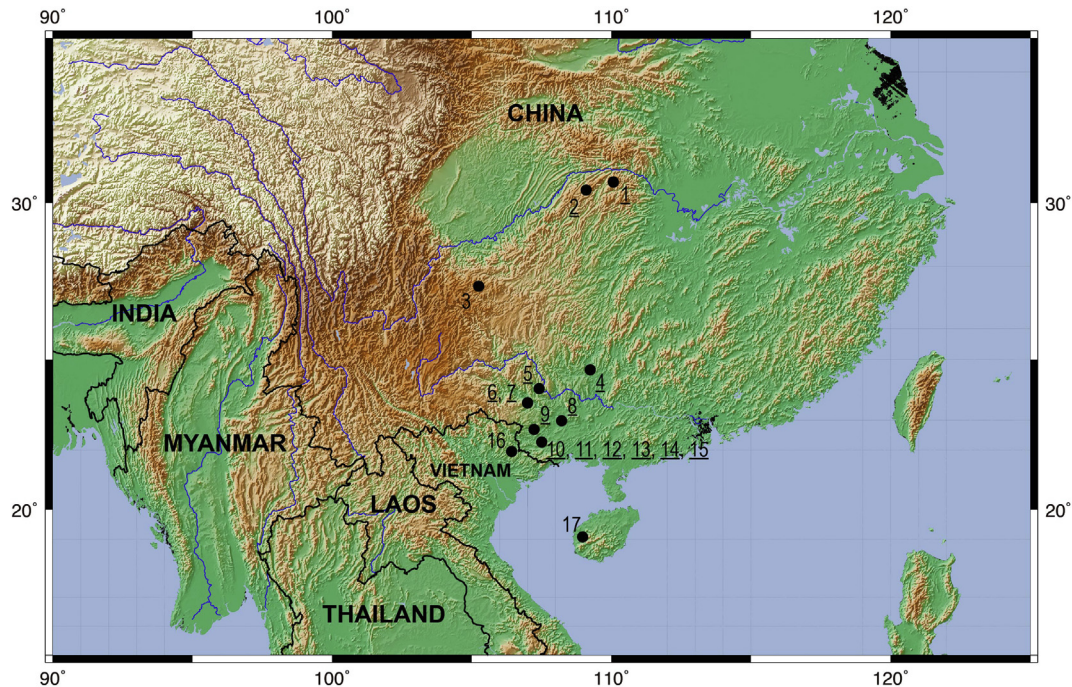 90° 100° 110° 120°
CHINA
30° 30°
2 1
3
INDIA
5 4
6, 7 8
9
MYANMAR 16 10, 11, 12, 13, 14, 15
VIETNAM
LAOS
20° 20°
17
THAILAND
90° 100° 110° 120°